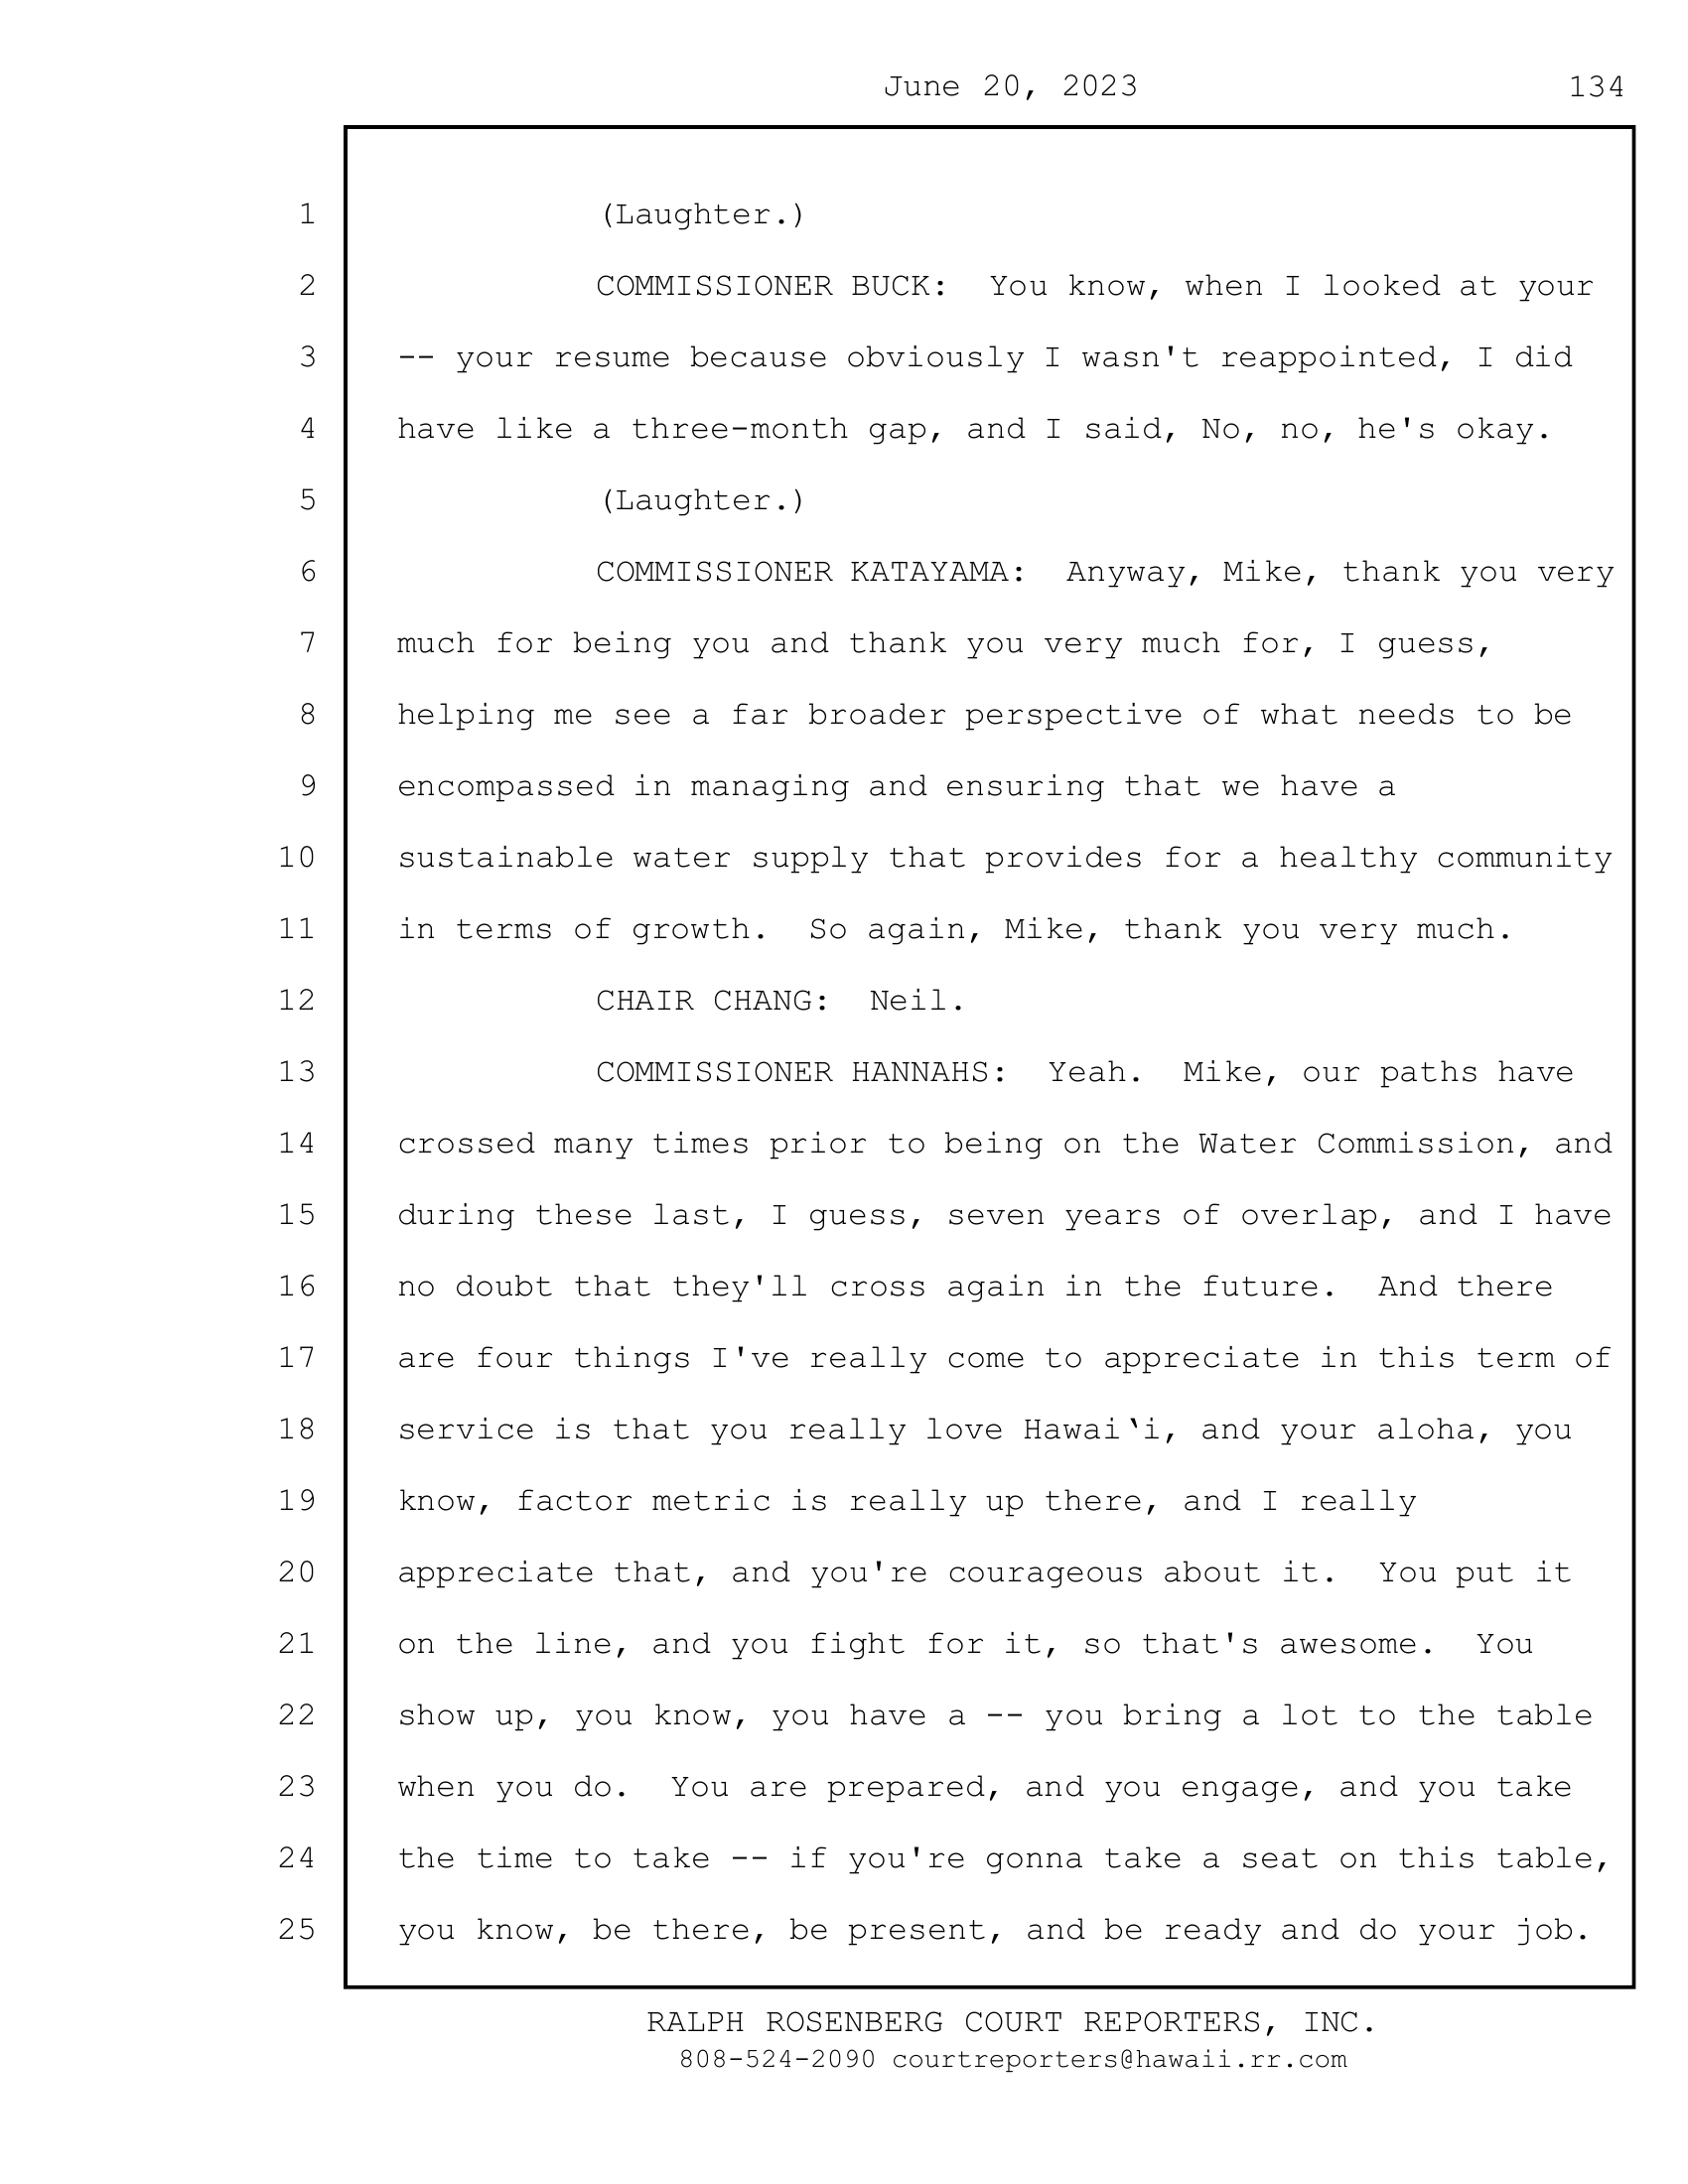 June 20, 2023 134
1 (Laughter.)
2 COMMISSIONER BUCK:  You know, when I looked at your
3 -- your resume because obviously I wasn't reappointed, I did
4 have like a three-month gap, and I said, No, no, he's okay.
5 (Laughter.)
6 COMMISSIONER KATAYAMA:  Anyway, Mike, thank you very
7 much for being you and thank you very much for, I guess,
8 helping me see a far broader perspective of what needs to be
9 encompassed in managing and ensuring that we have a
10 sustainable water supply that provides for a healthy community
11 in terms of growth.  So again, Mike, thank you very much.
12 CHAIR CHANG:  Neil.
13 COMMISSIONER HANNAHS:  Yeah.  Mike, our paths have
14 crossed many times prior to being on the Water Commission, and
15 during these last, I guess, seven years of overlap, and I have
16 no doubt that they'll cross again in the future.  And there
17 are four things I've really come to appreciate in this term of
18 service is that you really love Hawai‛i, and your aloha, you
19 know, factor metric is really up there, and I really
20 appreciate that, and you're courageous about it.  You put it
21 on the line, and you fight for it, so that's awesome.  You
22 show up, you know, you have a -- you bring a lot to the table
23 when you do.  You are prepared, and you engage, and you take
24 the time to take -- if you're gonna take a seat on this table,
25 you know, be there, be present, and be ready and do your job.
RALPH ROSENBERG COURT REPORTERS, INC.
808-524-2090 courtreporters@hawaii.rr.com